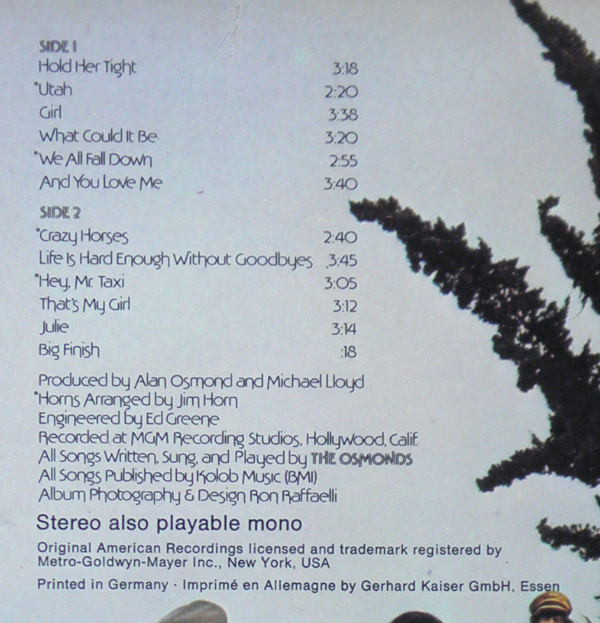 SIDE 1
Hold Her Tight 3:18
*Utah 2:20
Girl 3:38
What Could It Be 3:20
*We All Fall Down 2:55
And You Love Me 3:40
SIDE 2
*Crazy Horses 2:40
Life Is Hard Enough Without Goodbyes 3:45
*Hey, Mr. Taxi 3:05
That's My Girl 3:12
Julie 3:14
Big Finish :18
Produced by Alan Osmond and Michael Lloyd
*Horns Arranged by Jim Horn
Engineered by Ed Greene
Recorded at MGM Recording Studios, Hollywood, Calif.
All Songs Written, Sung, and Played by THE OSMONDS
All Songs Published by Kolob Music (BMI)
Album Photography & Design Ron Raffaelli
Stereo also playable mono
Original American Recordings licensed and trademark registered by
Metro-Goldwyn-Mayer Inc., New York, USA
Printed in Germany · Imprimé en Allemagne by Gerhard Kaiser GmbH, Essen